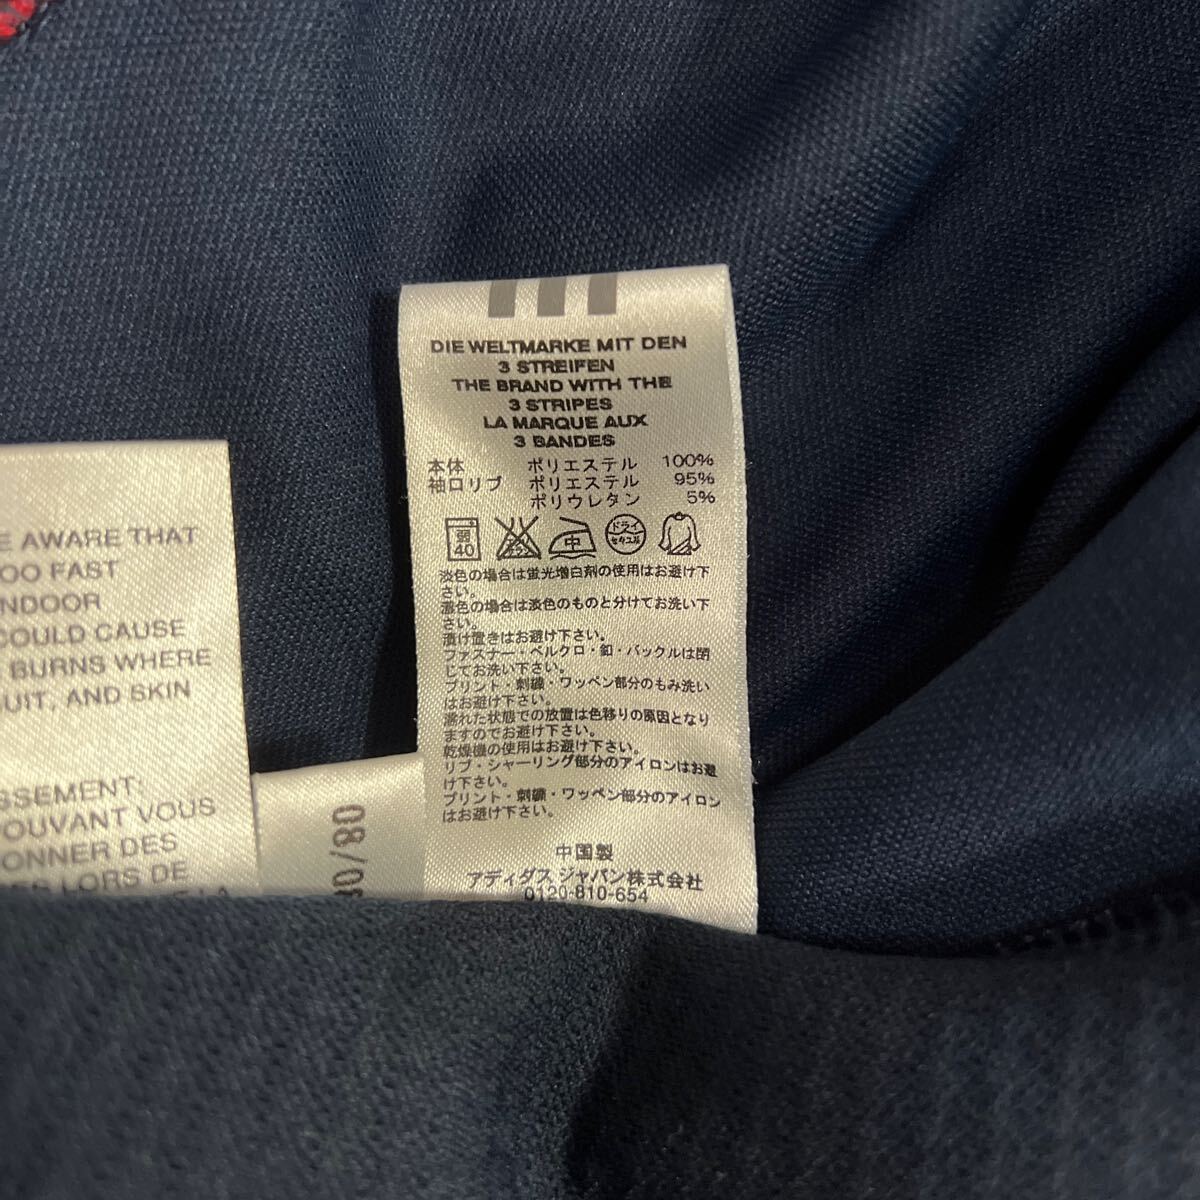 DIE WELTMARKE MIT DEN
3 STREIFEN
THE BRAND WITH THE
3 STRIPES
LA MARQUE AUX
3 BANDES
本体 ポリエステル 100%
袖口リブ ポリエステル 95%
ポリウレタン 5%
弱 40 中 ドライ セキユ系
淡色の場合は蛍光増白剤の使用はお避け下
さい。
濃色の場合は淡色のものと分けてお洗い下
さい。
漬け置きはお避け下さい。
ファスナー・ベルクロ・釦・バックルは閉
じてお洗い下さい。
プリント・刺繍・ワッペン部分のもみ洗い
はお避け下さい。
濡れた状態での放置は色移りの原因となり
ますのでお避け下さい。
乾燥機の使用はお避け下さい。
リブ・シャーリング部分のアイロンはお避
け下さい。
プリント・刺繍・ワッペン部分のアイロン
はお避け下さい。
中国製
アディダス ジャパン株式会社
0120-810-654
E AWARE THAT
OO FAST
NDOOR
COULD CAUSE
BURNS WHERE
UIT, AND SKIN
SSEMENT:
POUVANT VOUS
ONNER DES
LORS DE
08/0